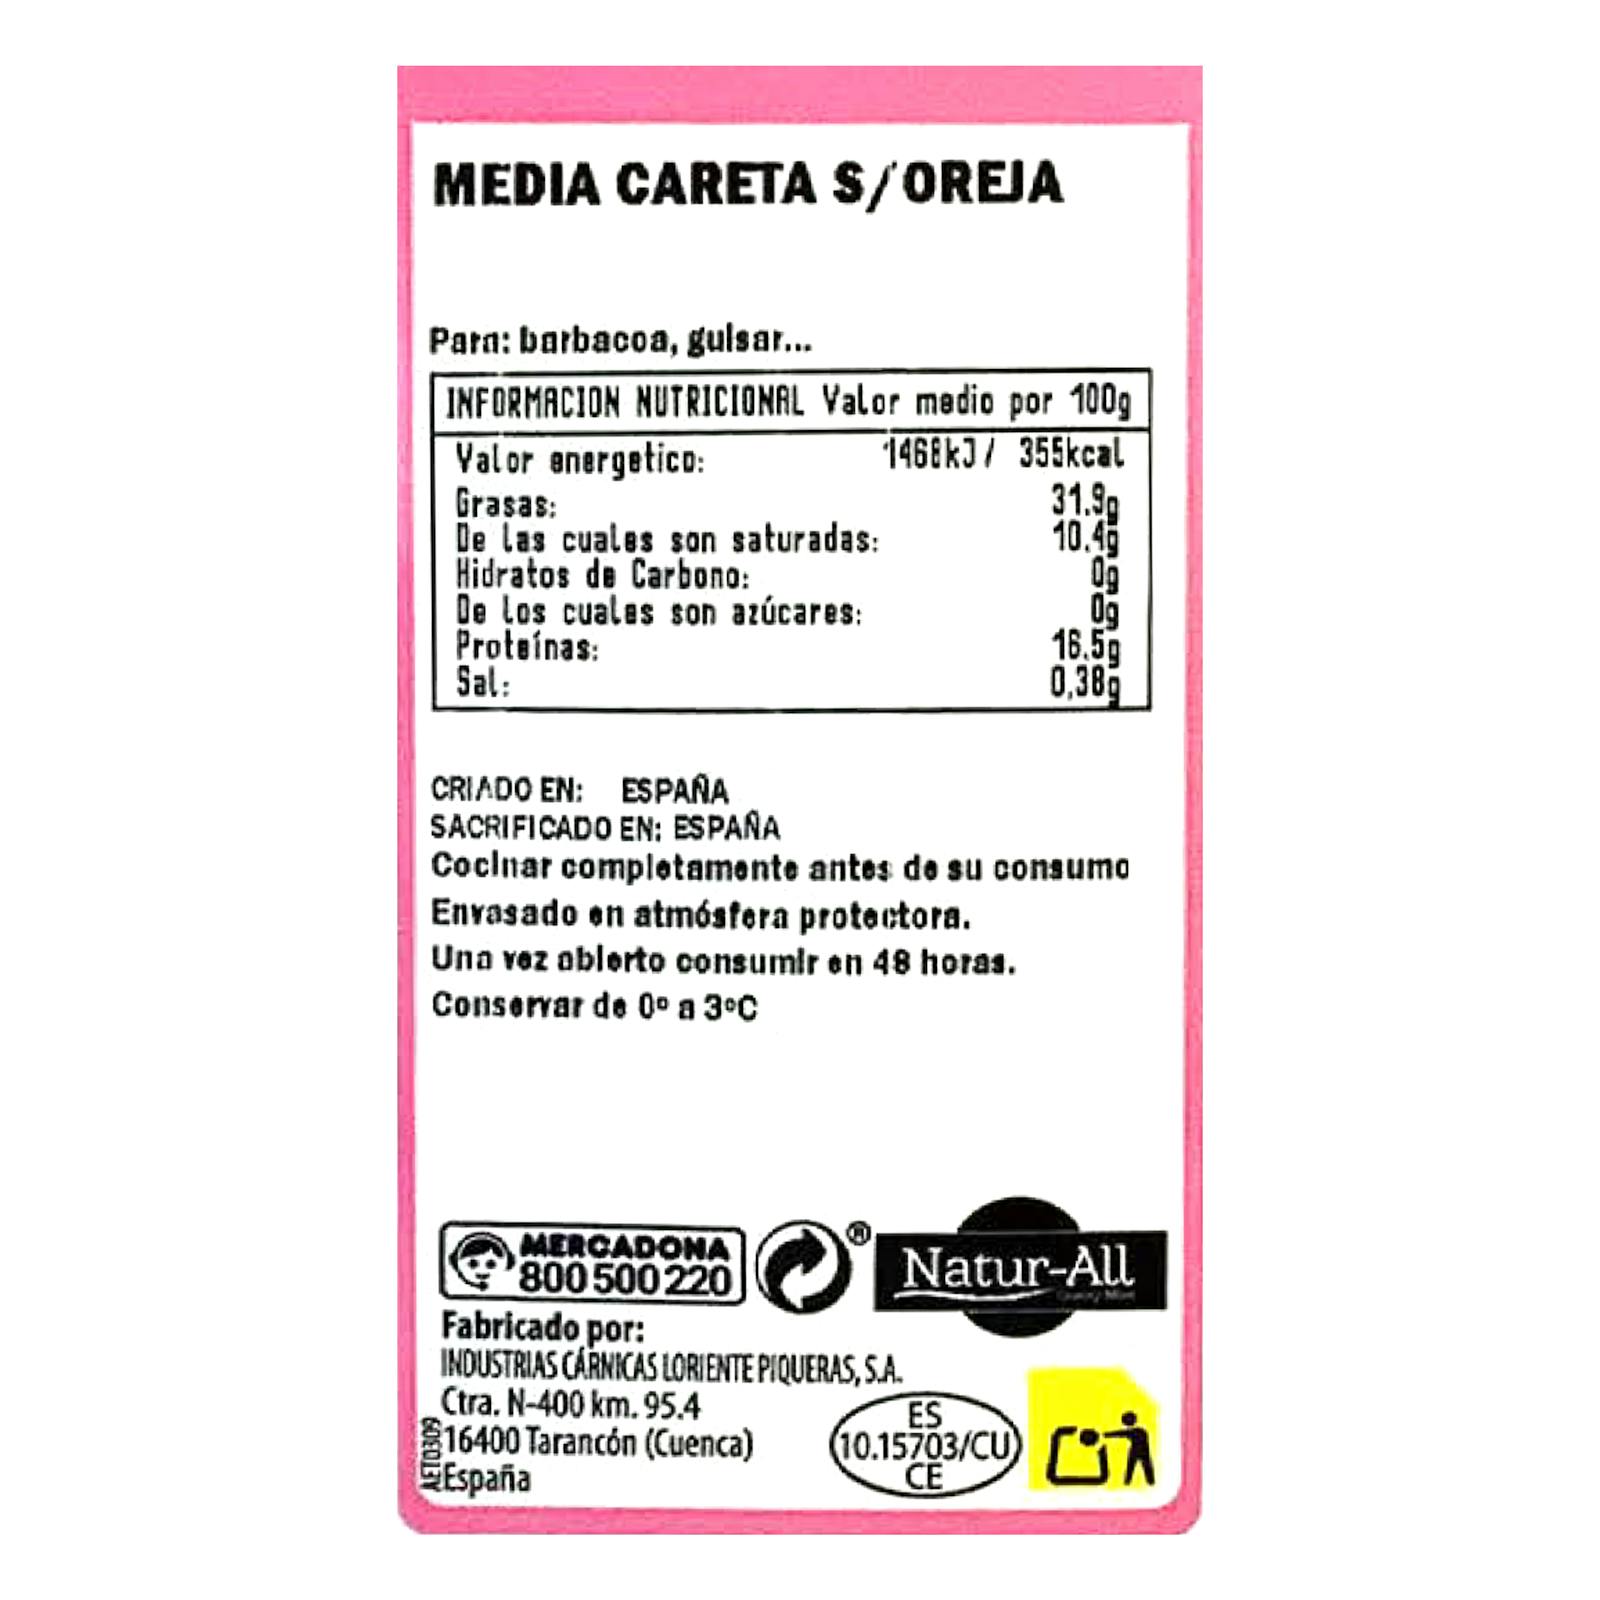 MEDIA CARETA S/OREJA
Para: barbacoa, guisar...
INFORMACION NUTRICIONAL Valor medio por 100g
Valor energetico: 1468kJ/ 355kcal
Grasas: 31.9g
De las cuales son saturadas: 10.4g
Hidratos de Carbono: 0g
De los cuales son azúcares: 0g
Proteínas: 16.5g
Sal: 0,38g
CRIADO EN: ESPAÑA
SACRIFICADO EN: ESPAÑA
Cocinar completamente antes de su consumo
Envasado en atmósfera protectora.
Una vez abierto consumir en 48 horas.
Conservar de 0º a 3ºC
MERCADONA
800 500 220
®
Natur-All
Fabricado por:
INDUSTRIAS CÁRNICAS LORIENTE PIQUERAS, S.A.
Ctra. N-400 km. 95.4
16400 Tarancón (Cuenca)
España
AET0309
ES
10.15703/CU
CE